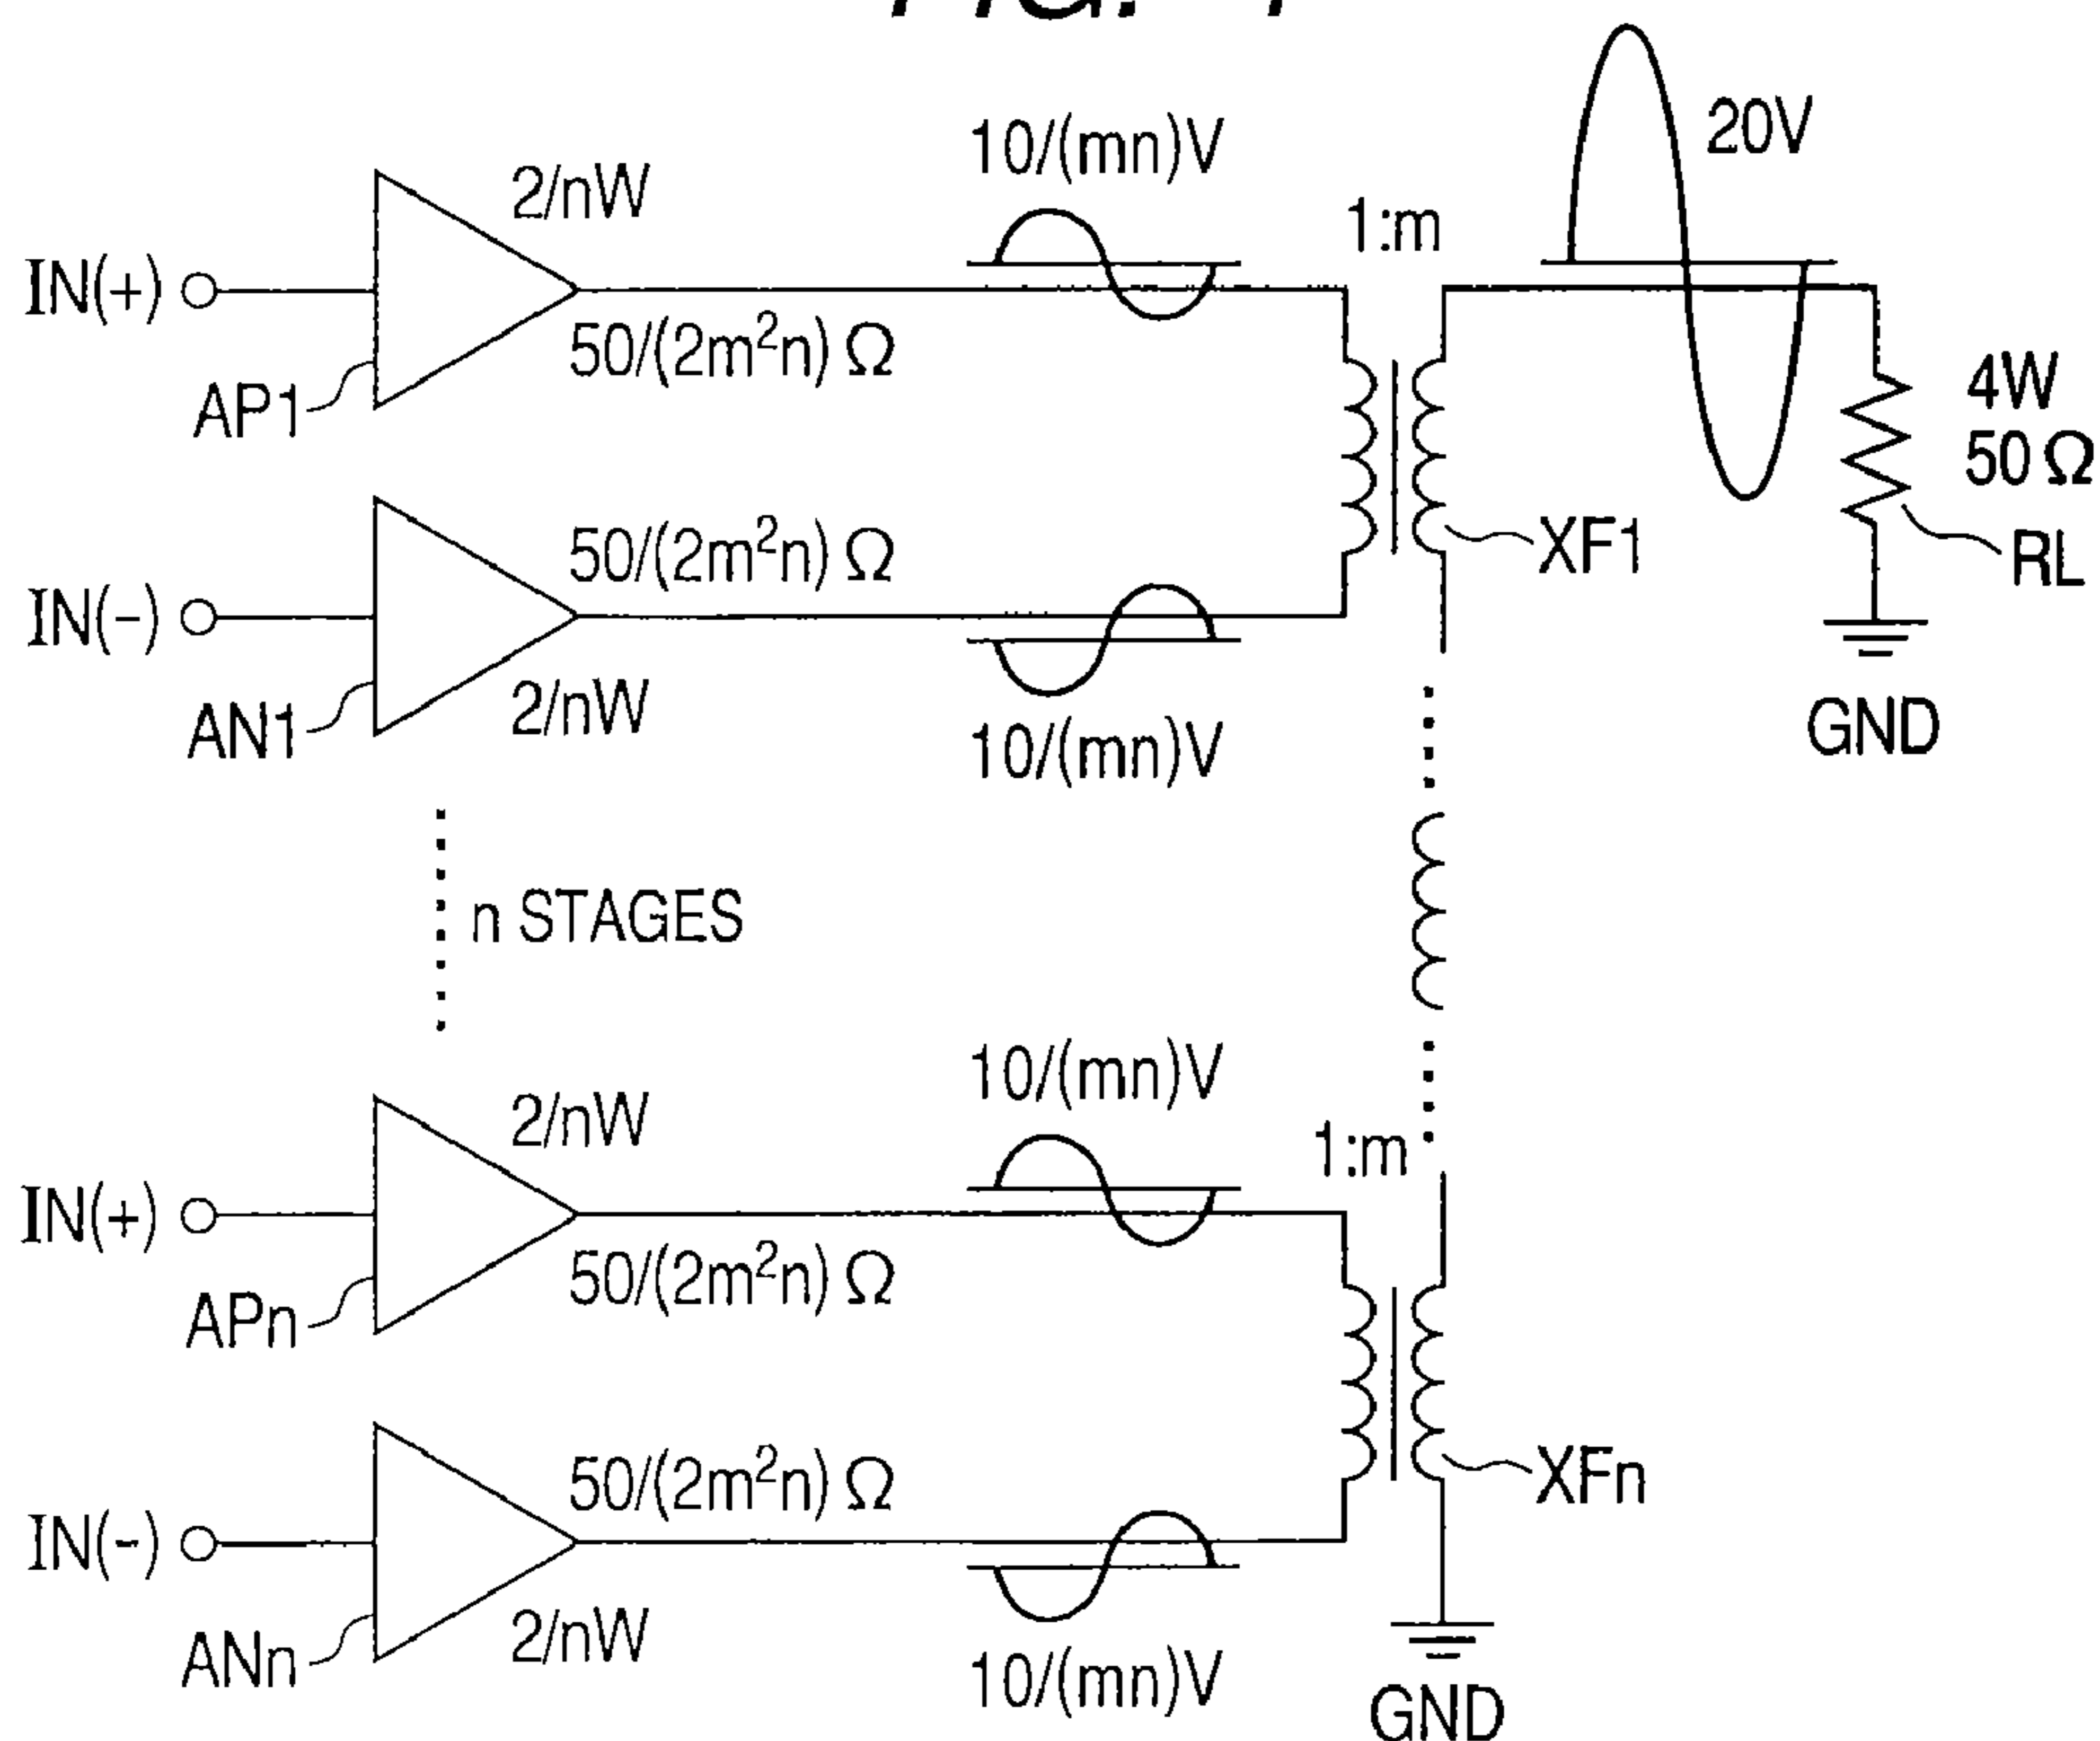 2/nW
10/(mn)V
20V
1:m
IN(+)
50/(2m²n) Ω
AP1
4W
50 Ω
50/(2m²n) Ω
XF1
RL
IN(-)
2/nW
AN1
10/(mn)V
GND
n STAGES
2/nW
10/(mn)V
1:m
IN(+)
50/(2m²n) Ω
APn
50/(2m²n) Ω
XFn
IN(-)
2/nW
ANn
10/(mn)V
GND